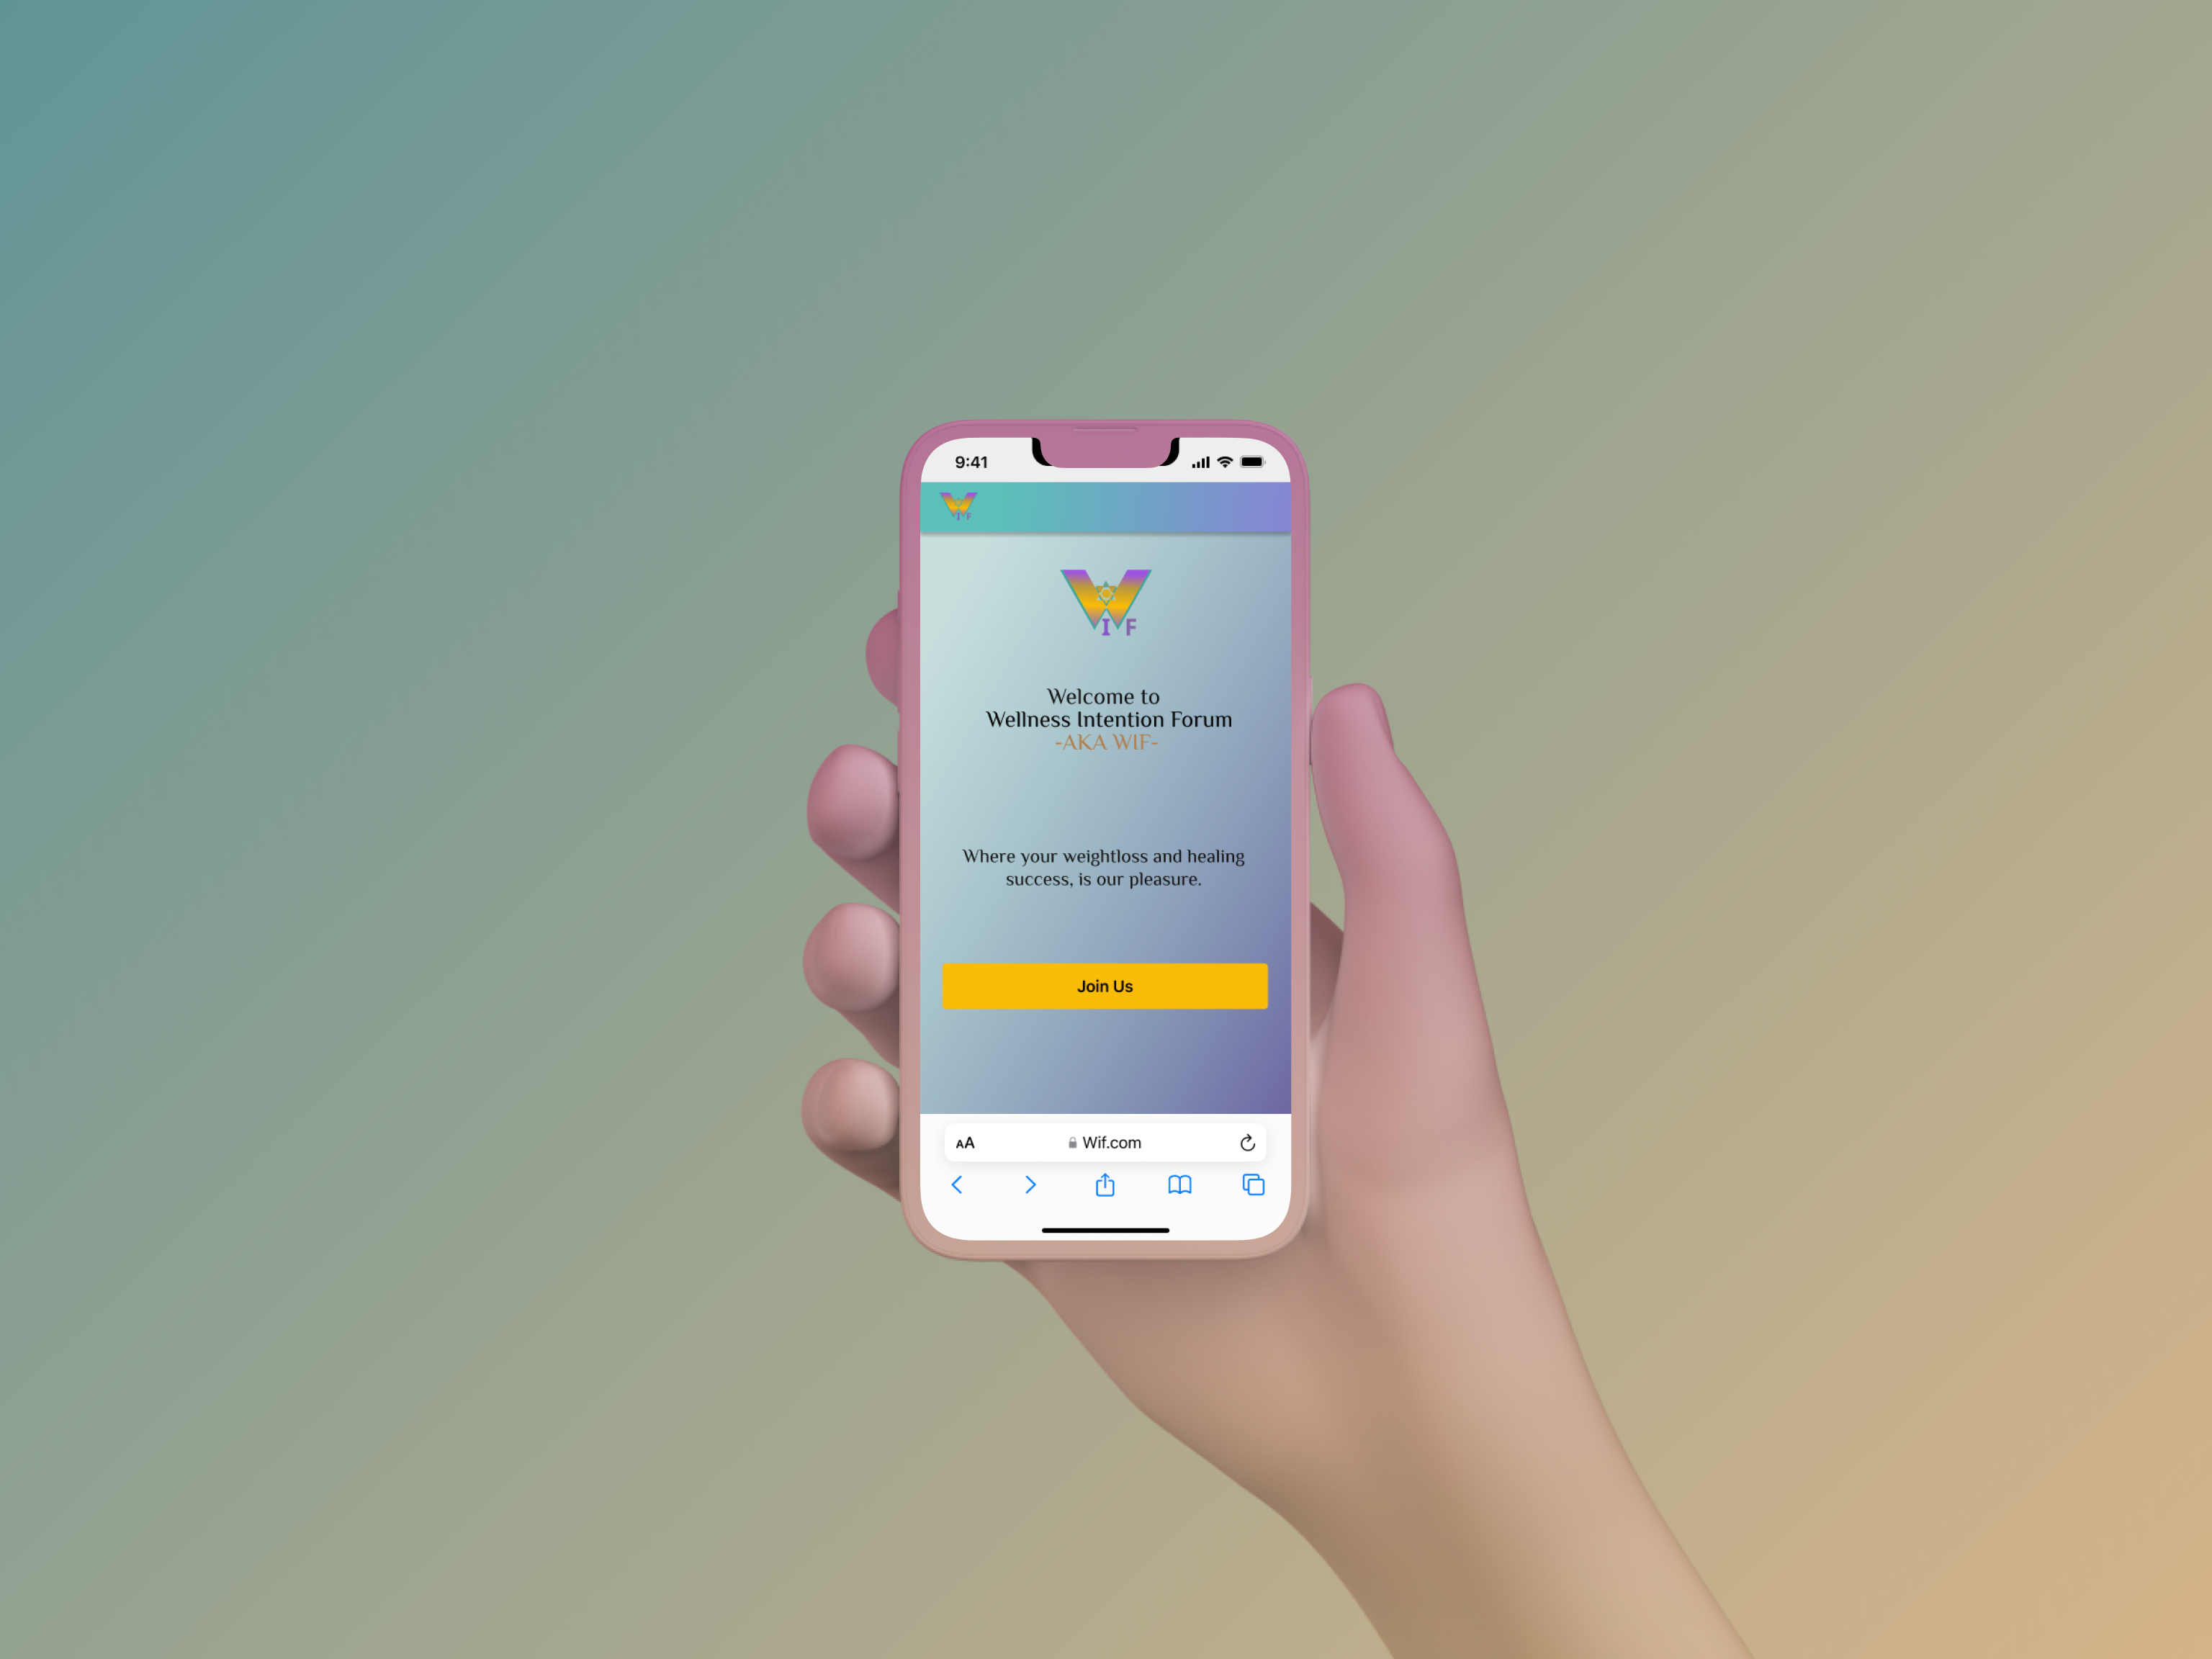 9:41
W
I F
W
I F
Welcome to
Wellness Intention Forum
-AKA WIF-
Where your weightloss and healing
success, is our pleasure.
Join Us
AA Wif.com